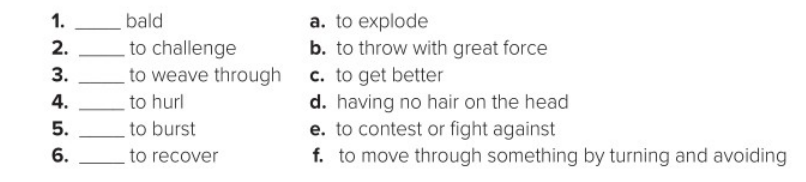 1. _____ bald a. to explode
2. _____ to challenge b. to throw with great force
3. _____ to weave through c. to get better
4. _____ to hurl d. having no hair on the head
5. _____ to burst e. to contest or fight against
6. _____ to recover f. to move through something by turning and avoiding